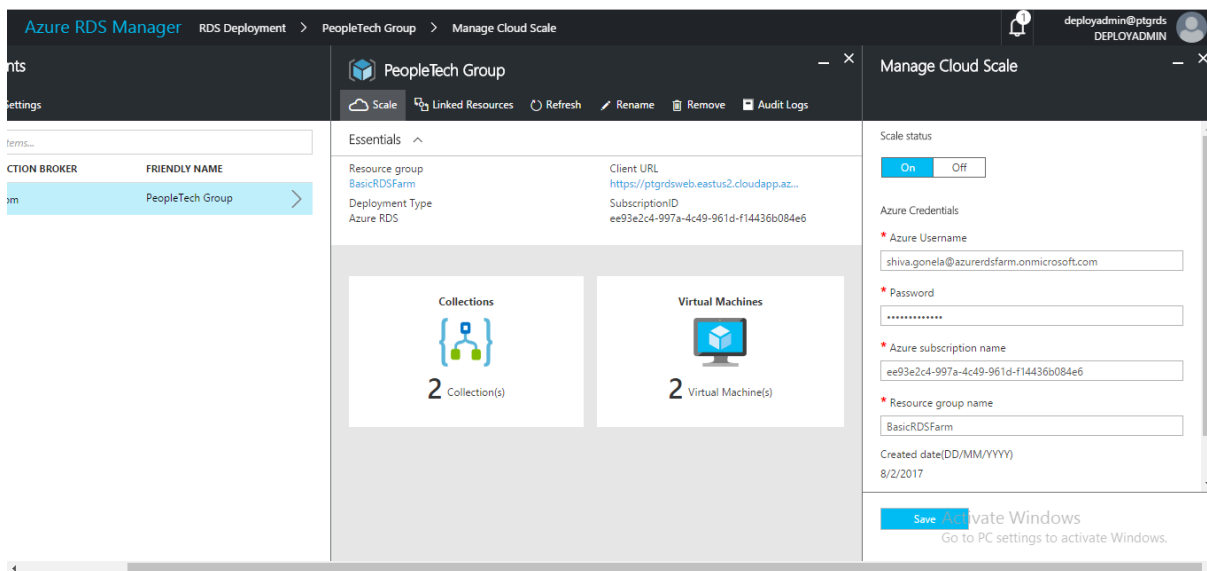 Azure RDS Manager RDS Deployment > PeopleTech Group > Manage Cloud Scale
1
deployadmin@ptgrds
DEPLOYADMIN
nts
Settings
items...
CTION BROKER FRIENDLY NAME
om PeopleTech Group
PeopleTech Group
Scale Linked Resources Refresh Rename Remove Audit Logs
Essentials
Resource group Client URL
BasicRDSFarm https://ptgrdsweb.eastus2.cloudapp.az...
Deployment Type SubscriptionID
Azure RDS ee93e2c4-997a-4c49-961d-f14436b084e6
Collections
2 Collection(s)
Virtual Machines
2 Virtual Machine(s)
Manage Cloud Scale
Scale status
On Off
Azure Credentials
* Azure Username
shiva.gonela@azurerdsfarm.onmicrosoft.com
* Password
•••••••••••••
* Azure subscription name
ee93e2c4-997a-4c49-961d-f14436b084e6
* Resource group name
BasicRDSFarm
Created date(DD/MM/YYYY)
8/2/2017
Save
Activate Windows
Go to PC settings to activate Windows.